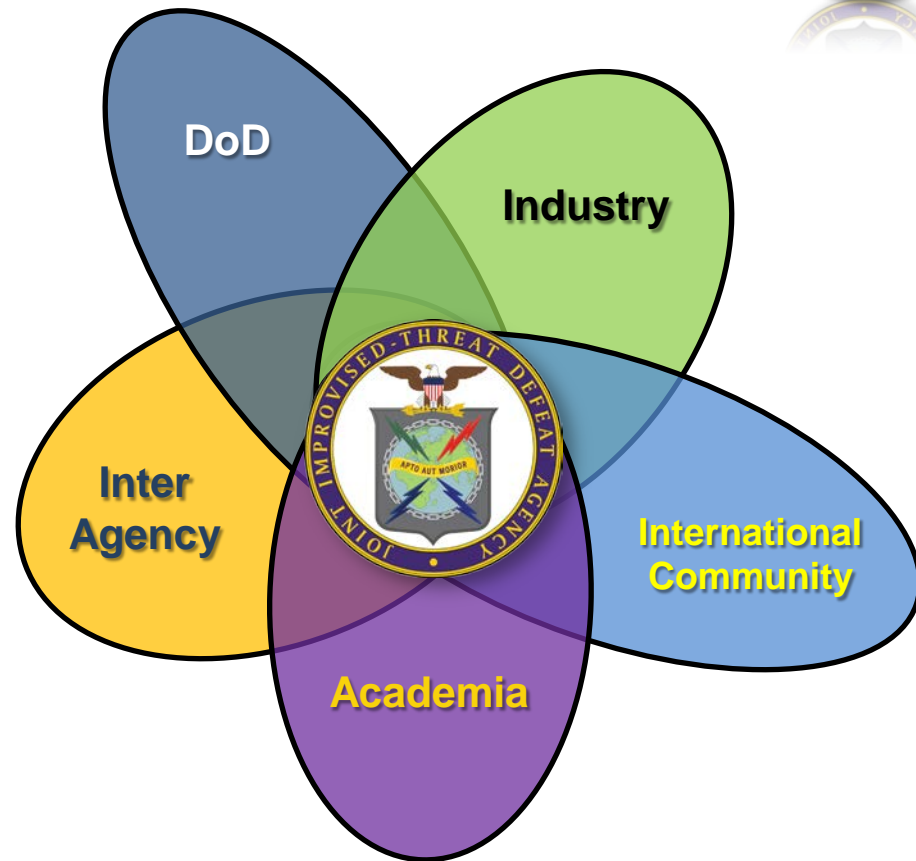 DoD
Industry
JOINT IMPROVISED-THREAT DEFEAT AGENCY
APTO AUT MORIOR
Inter
Agency
International
Community
Academia